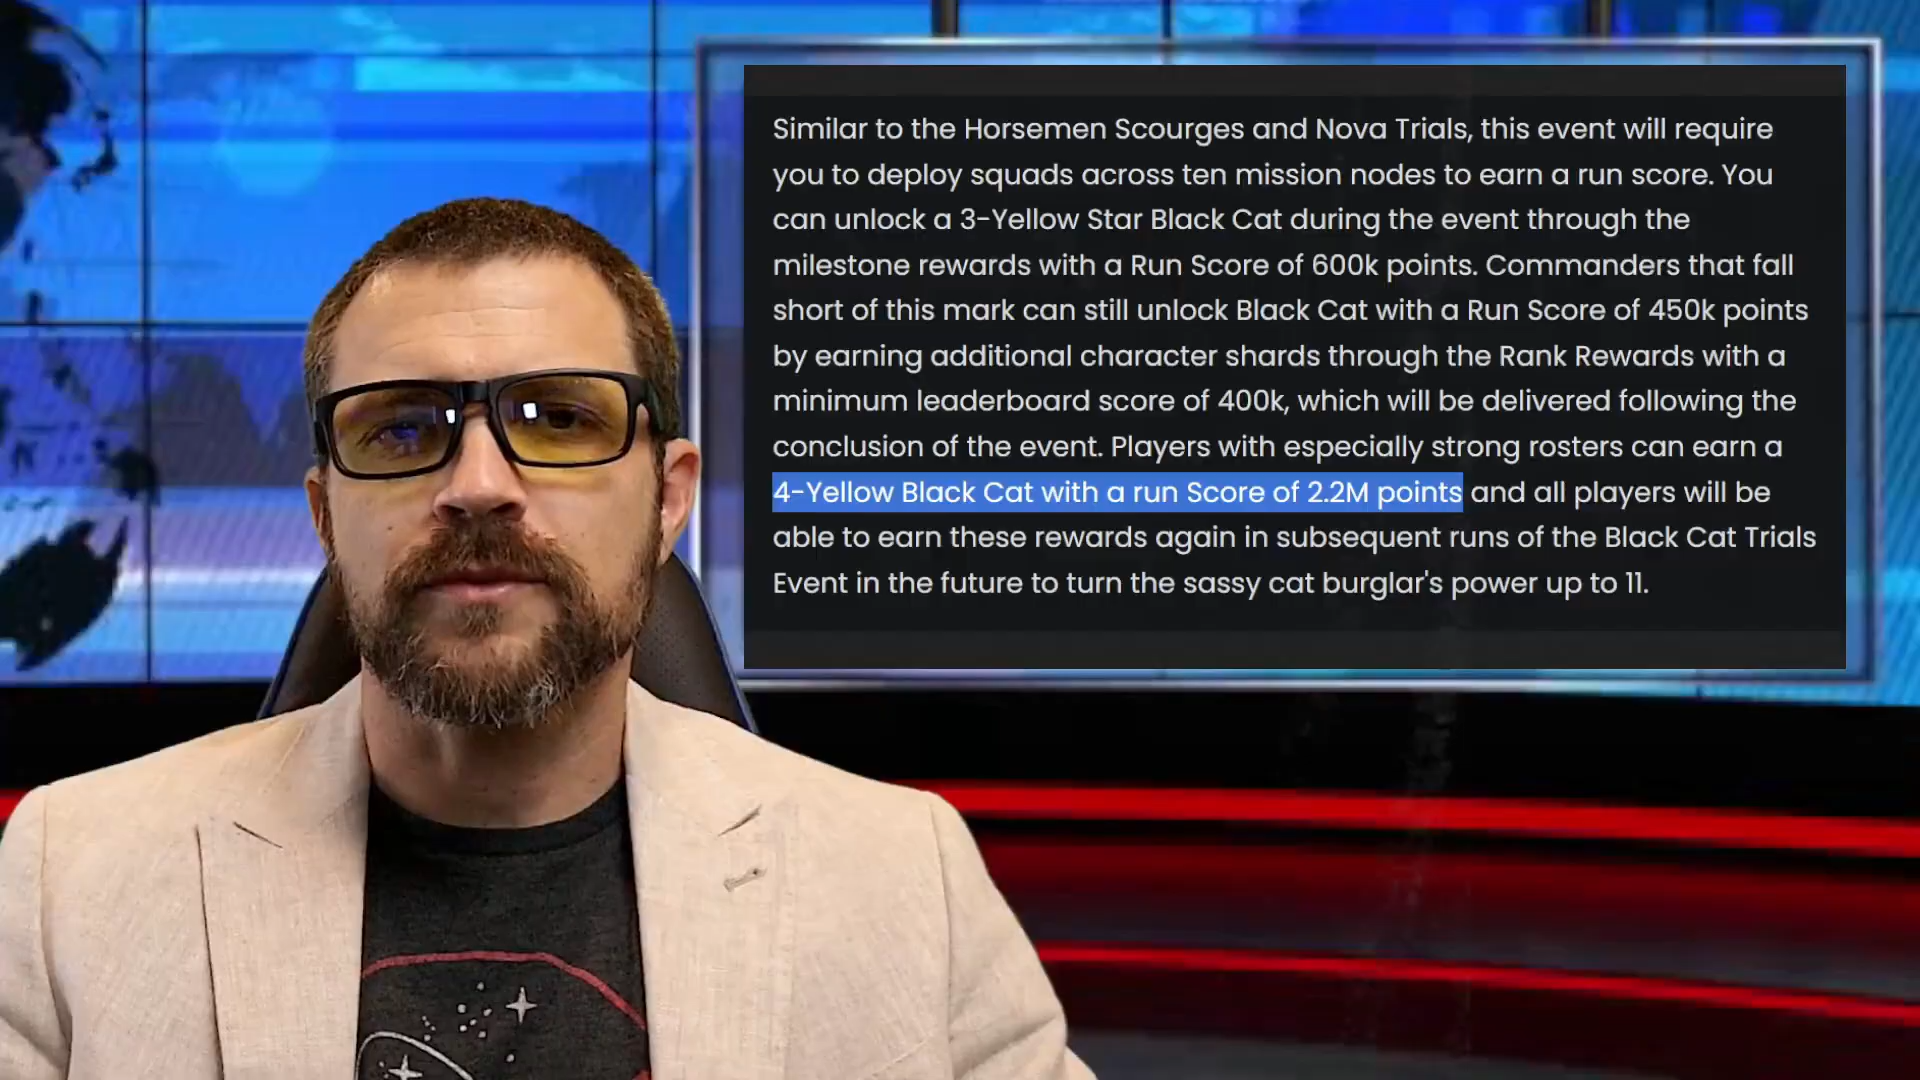 Similar to the Horsemen Scourges and Nova Trials, this event will require
you to deploy squads across ten mission nodes to earn a run score. You
can unlock a 3-Yellow Star Black Cat during the event through the
milestone rewards with a Run Score of 600k points. Commanders that fall
short of this mark can still unlock Black Cat with a Run Score of 450k points
by earning additional character shards through the Rank Rewards with a
minimum leaderboard score of 400k, which will be delivered following the
conclusion of the event. Players with especially strong rosters can earn a
4-Yellow Black Cat with a run Score of 2.2M points and all players will be
able to earn these rewards again in subsequent runs of the Black Cat Trials
Event in the future to turn the sassy cat burglar's power up to 11.